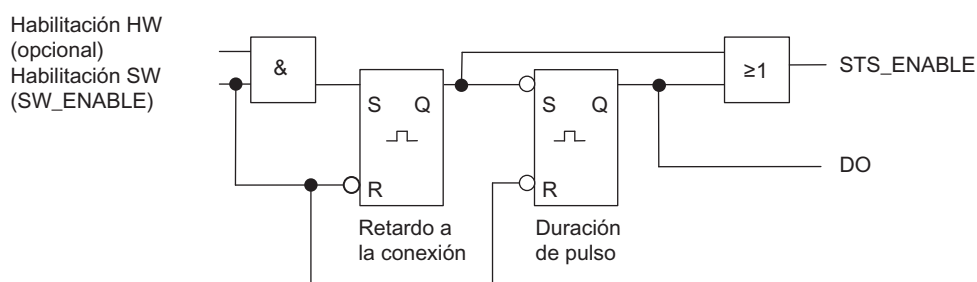 Habilitación HW
(opcional)
Habilitación SW
(SW_ENABLE)
&
≥1
STS_ENABLE
S Q
S Q
R
R
DO
Retardo a
la conexión
Duración
de pulso